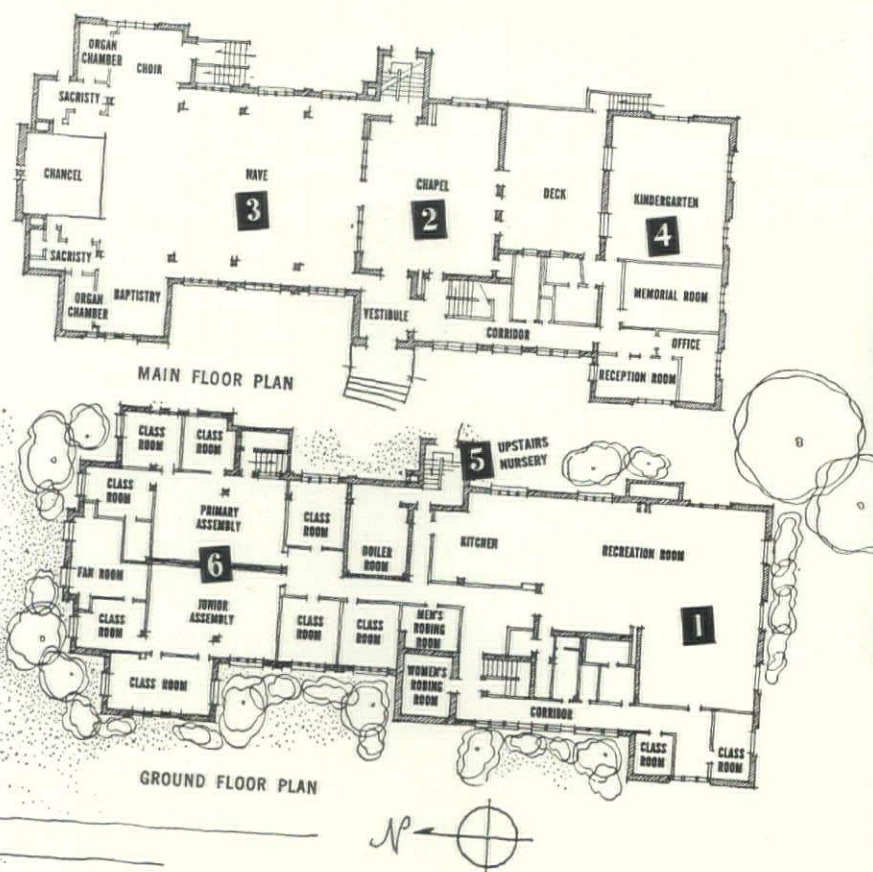 ORGAN
CHAMBER
CHOIR
SACRISTY
CHANCEL
NAVE
3
CHAPEL
2
DECK
KINDERGARTEN
4
SACRISTY
ORGAN
CHAMBER
BAPTISTRY
VESTIBULE
CORRIDOR
MEMORIAL ROOM
OFFICE
RECEPTION ROOM
MAIN FLOOR PLAN
CLASS
ROOM
CLASS
ROOM
5
UPSTAIRS
NURSERY
CLASS
ROOM
PRIMARY
ASSEMBLY
CLASS
ROOM
BOILER
ROOM
KITCHEN
RECREATION ROOM
6
FAN ROOM
JUNIOR
ASSEMBLY
CLASS
ROOM
CLASS
ROOM
CLASS
ROOM
MEN'S
ROBING
ROOM
1
CLASS ROOM
WOMEN'S
ROBING
ROOM
CORRIDOR
CLASS
ROOM
CLASS
ROOM
GROUND FLOOR PLAN
N